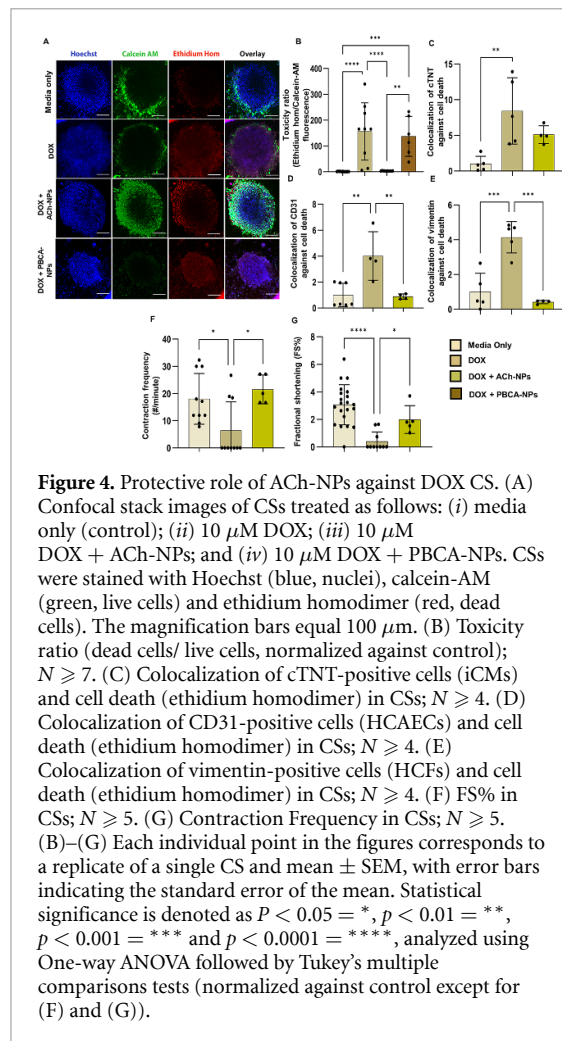 A
Hoechst Calcein AM Ethidium Hom Overlay
Media only
DOX
DOX +
ACh-NPs
DOX + PBCA-
NPs
B
Toxicity ratio
(Ethidium hom/Calcein-AM
fluorescence)
400
300
200
100
0
**** *** **** **
C
Colocalization of cTNT
against cell death
15
10
5
0
**
D
Colocalization of CD31
against cell death
8
6
4
2
0
** **
E
Colocalization of vimentin
against cell death
6
4
2
0
*** ***
F
Contraction frequency
(#/minute)
40
30
20
10
0
* *
G
Fractional shortening (FS%)
8
6
4
2
0
**** *
Media Only
DOX
DOX + ACh-NPs
DOX + PBCA-NPs
Figure 4. Protective role of ACh-NPs against DOX CS. (A)
Confocal stack images of CSs treated as follows: (i) media
only (control); (ii) 10 μM DOX; (iii) 10 μM
DOX + ACh-NPs; and (iv) 10 μM DOX + PBCA-NPs. CSs
were stained with Hoechst (blue, nuclei), calcein-AM
(green, live cells) and ethidium homodimer (red, dead
cells). The magnification bars equal 100 μm. (B) Toxicity
ratio (dead cells/ live cells, normalized against control);
N ⩾ 7. (C) Colocalization of cTNT-positive cells (iCMs)
and cell death (ethidium homodimer) in CSs; N ⩾ 4. (D)
Colocalization of CD31-positive cells (HCAECs) and cell
death (ethidium homodimer) in CSs; N ⩾ 4. (E)
Colocalization of vimentin-positive cells (HCFs) and cell
death (ethidium homodimer) in CSs; N ⩾ 4. (F) FS% in
CSs; N ⩾ 5. (G) Contraction Frequency in CSs; N ⩾ 5.
(B)–(G) Each individual point in the figures corresponds to
a replicate of a single CS and mean ± SEM, with error bars
indicating the standard error of the mean. Statistical
significance is denoted as P < 0.05 = *, p < 0.01 = **,
p < 0.001 = *** and p < 0.0001 = ****, analyzed using
One-way ANOVA followed by Tukey's multiple
comparisons tests (normalized against control except for
(F) and (G)).